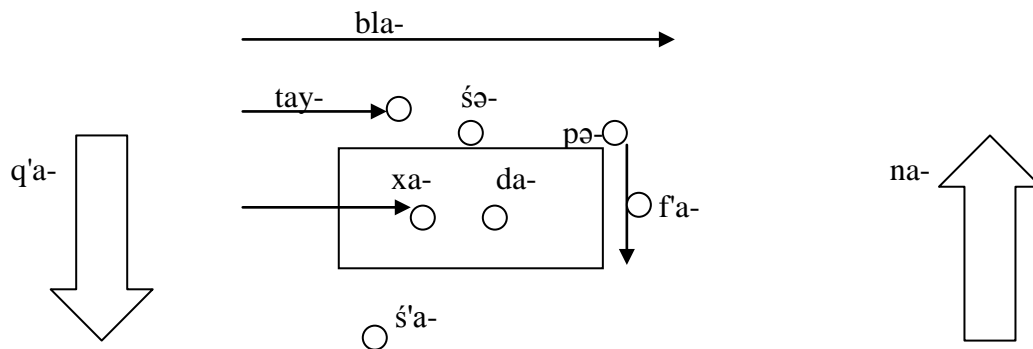 bla-
tay- śə-
pə-
q'a- xa- da- na-
f'a-
ś'a-